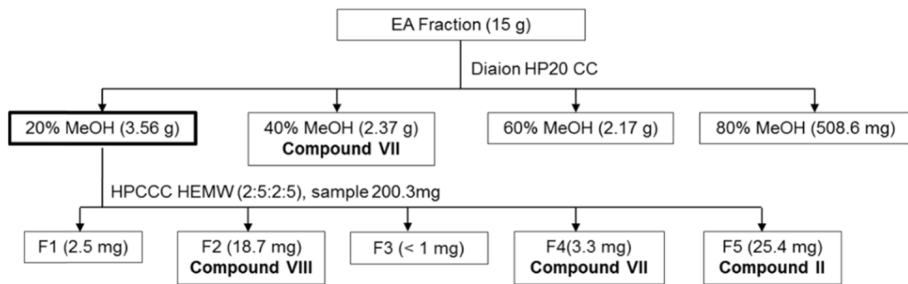 EA Fraction (15 g)
Diaion HP20 CC
20% MeOH (3.56 g)
40% MeOH (2.37 g)
Compound VII
60% MeOH (2.17 g)
80% MeOH (508.6 mg)
HPCCC HEMW (2:5:2:5), sample 200.3mg
F1 (2.5 mg)
F2 (18.7 mg)
Compound VIII
F3 (< 1 mg)
F4(3.3 mg)
Compound VII
F5 (25.4 mg)
Compound II